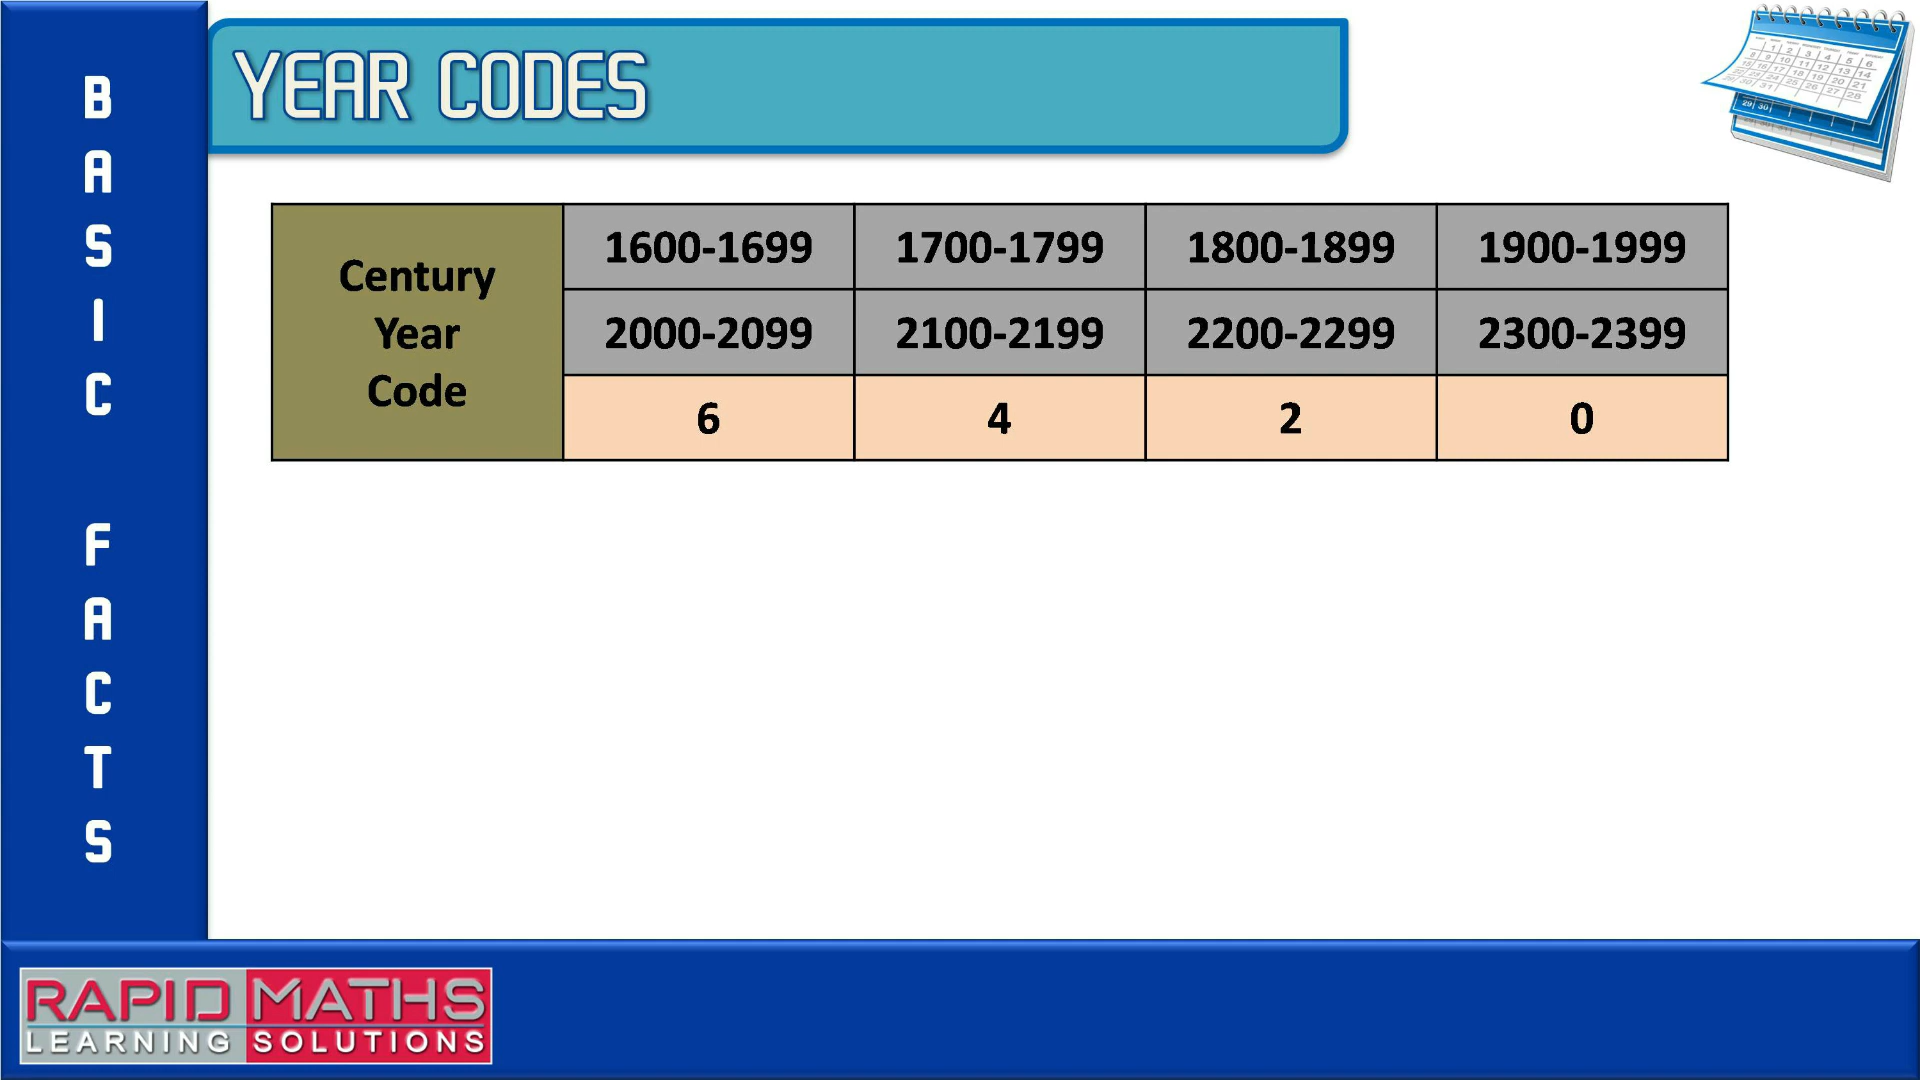 BASIC FACTS
YEAR CODES
Century Year Code
1600-1699 1700-1799 1800-1899 1900-1999
2000-2099 2100-2199 2200-2299 2300-2399
6 4 2 0
RAPID MATHS
LEARNING SOLUTIONS